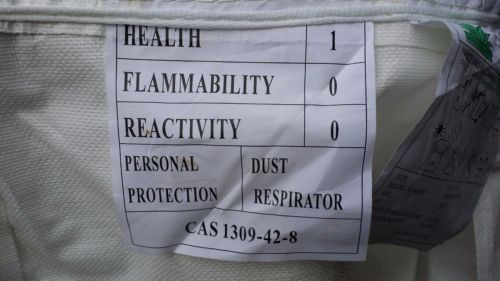 HEALTH 1
FLAMMABILITY 0
REACTIVITY 0
PERSONAL PROTECTION
DUST RESPIRATOR
CAS 1309-42-8